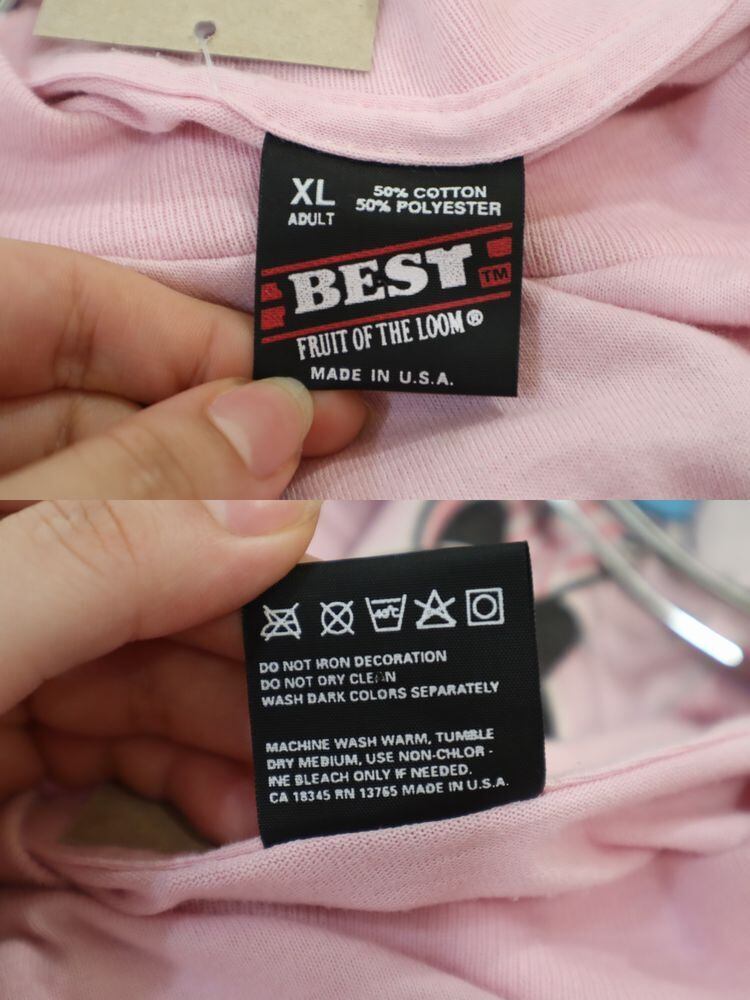 XL
ADULT
50% COTTON
50% POLYESTER
BEST
TM
FRUIT OF THE LOOM®
MADE IN U.S.A.
40°C
DO NOT IRON DECORATION
DO NOT DRY CLEAN
WASH DARK COLORS SEPARATELY
MACHINE WASH WARM, TUMBLE
DRY MEDIUM, USE NON-CHLOR -
INE BLEACH ONLY IF NEEDED.
CA 18345 RN 13765 MADE IN U.S.A.